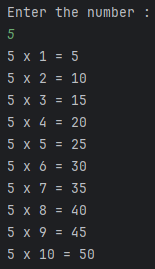 Enter the number :
5
5 x 1 = 5
5 x 2 = 10
5 x 3 = 15
5 x 4 = 20
5 x 5 = 25
5 x 6 = 30
5 x 7 = 35
5 x 8 = 40
5 x 9 = 45
5 x 10 = 50